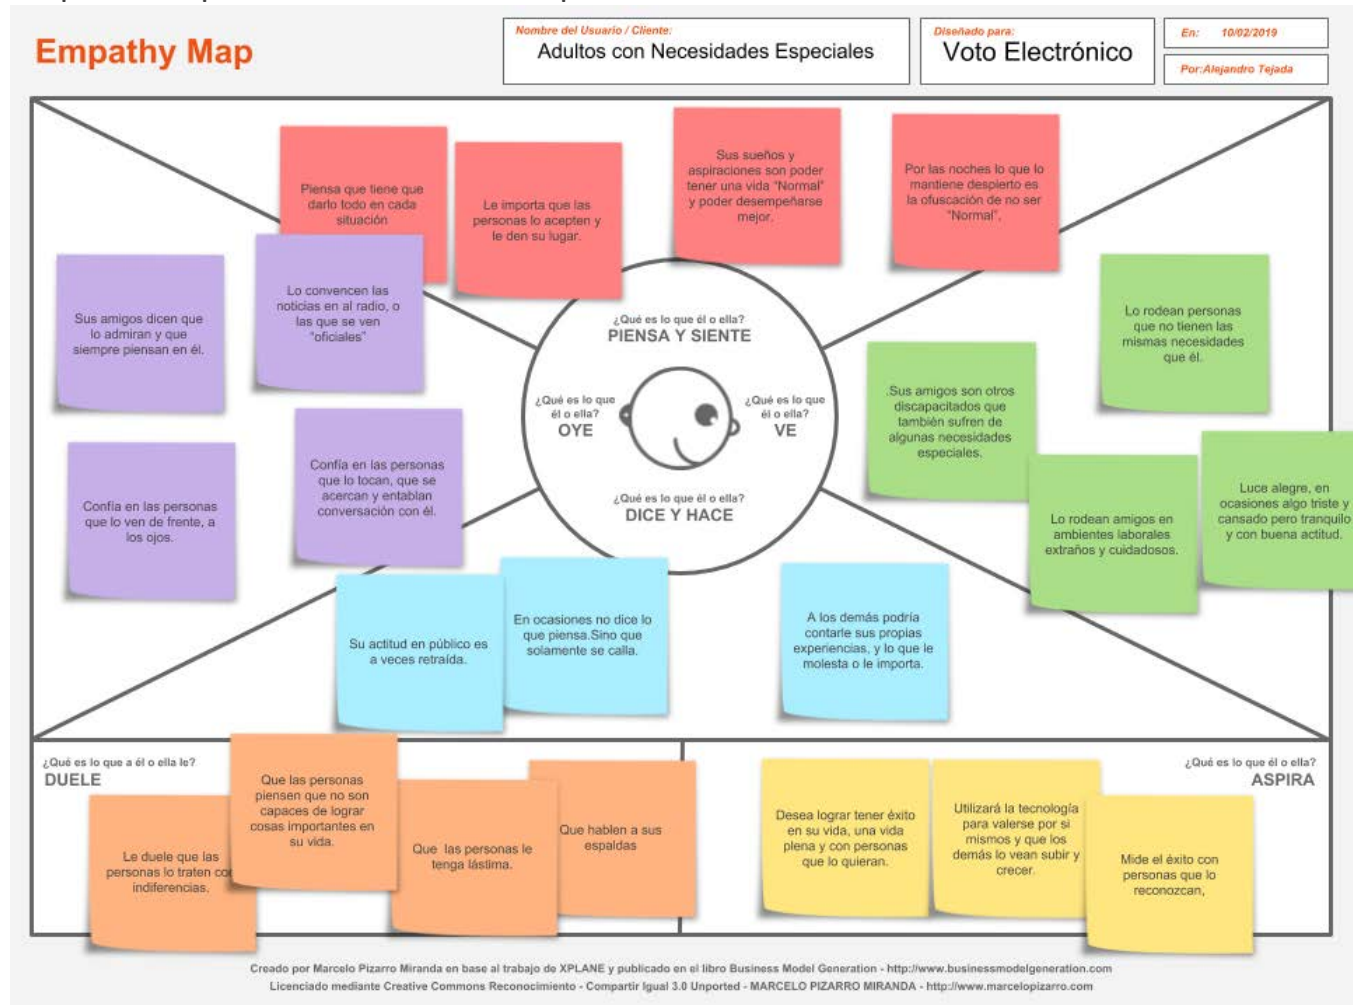 Empathy Map
Nombre del Usuario / Cliente:
Adultos con Necesidades Especiales
Diseñado para:
Voto Electrónico
En: 10/02/2019
Por:Alejandro Tejada
Piensa que tiene que
darlo todo en cada
situación
Le importa que las
personas lo acepten y
le den su lugar.
Sus sueños y
aspiraciones son poder
tener una vida "Normal"
y poder desempeñarse
mejor.
Por las noches lo que lo
mantiene despierto es
la ofuscación de no ser
"Normal".
Sus amigos dicen que
lo admiran y que
siempre piensan en él.
Lo convencen las
noticias en al radio, o
las que se ven
"oficiales"
Confía en las personas
que lo ven de frente, a
los ojos.
Confía en las personas
que lo tocan, que se
acercan y entablan
conversación con él.
¿Qué es lo que él o ella?
PIENSA Y SIENTE
¿Qué es lo que
él o ella?
OYE
¿Qué es lo que
él o ella?
VE
¿Qué es lo que él o ella?
DICE Y HACE
Lo rodean personas
que no tienen las
mismas necesidades
que él.
.Sus amigos son otros
discapacitados que
también sufren de
algunas necesidades
especiales.
Lo rodean amigos en
ambientes laborales
extraños y cuidadosos.
Luce alegre, en
ocasiones algo triste y
cansado pero tranquilo
y con buena actitud.
Su actitud en público es
a veces retraída.
En ocasiones no dice lo
que piensa.Sino que
solamente se calla.
A los demás podría
contarle sus propias
experiencias, y lo que le
molesta o le importa.
¿Qué es lo que a él o ella le?
DUELE
Le duele que las
personas lo traten con
indiferencias.
Que las personas
piensen que no son
capaces de lograr
cosas importantes en
su vida.
Que las personas le
tenga lástima.
Que hablen a sus
espaldas
¿Qué es lo que él o ella?
ASPIRA
Desea lograr tener éxito
en su vida, una vida
plena y con personas
que lo quieran.
Utilizará la tecnología
para valerse por si
mismos y que los
demás lo vean subir y
crecer.
Mide el éxito con
personas que lo
reconozcan,
Creado por Marcelo Pizarro Miranda en base al trabajo de XPLANE y publicado en el libro Business Model Generation - http://www.businessmodelgeneration.com
Licenciado mediante Creative Commons Reconocimiento - Compartir Igual 3.0 Unported - MARCELO PIZARRO MIRANDA - http://www.marcelopizarro.com